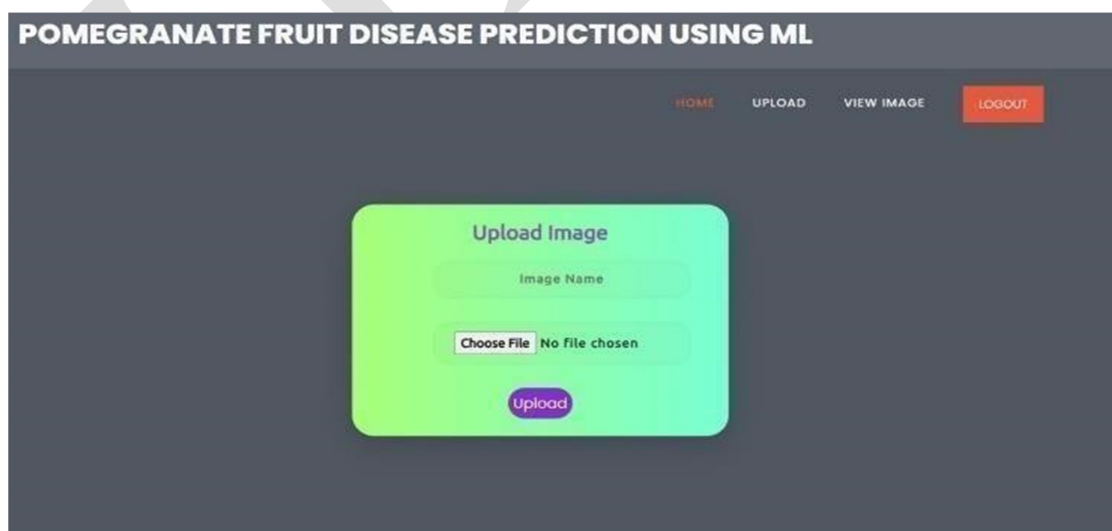 POMEGRANATE FRUIT DISEASE PREDICTION USING ML
HOME UPLOAD VIEW IMAGE LOGOUT
Upload Image
Image Name
Choose File No file chosen
Upload